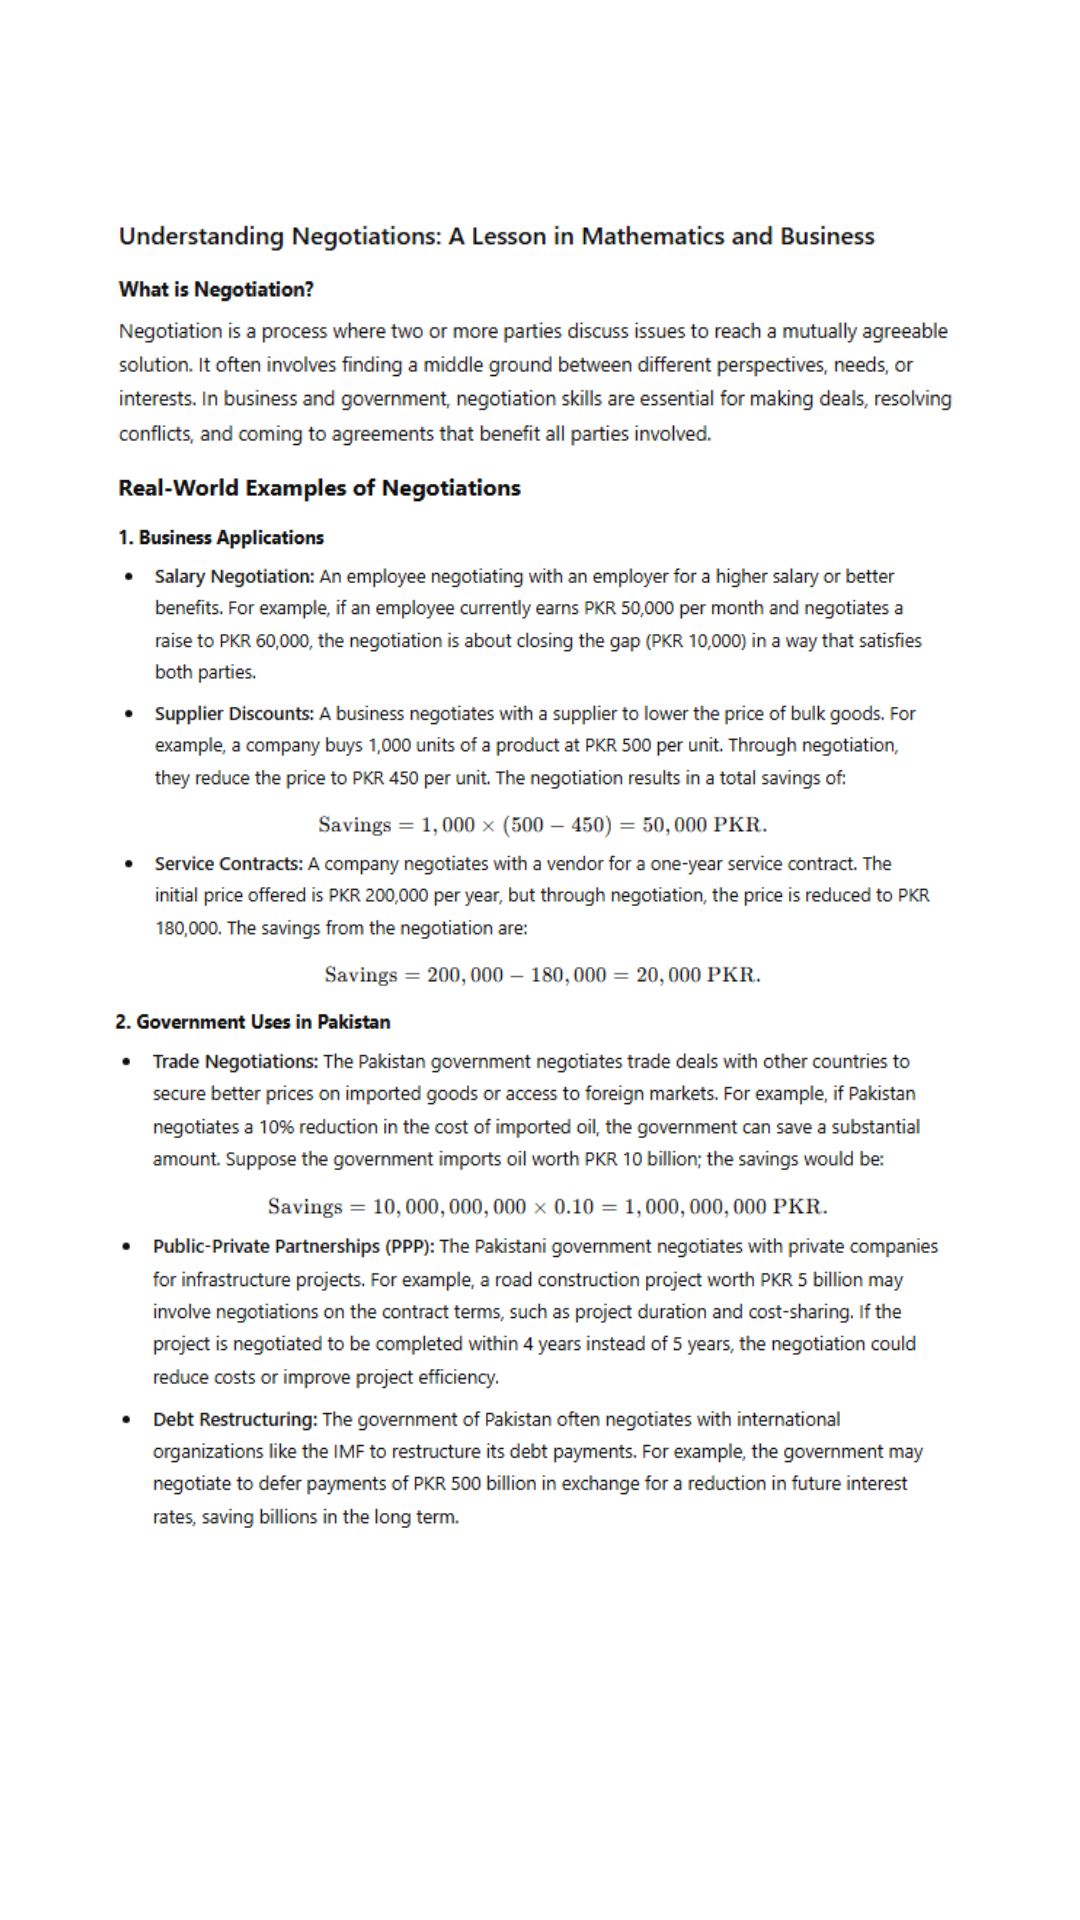 Understanding Negotiations: A Lesson in Mathematics and Business
What is Negotiation?
Negotiation is a process where two or more parties discuss issues to reach a mutually agreeable
solution. It often involves finding a middle ground between different perspectives, needs, or
interests. In business and government, negotiation skills are essential for making deals, resolving
conflicts, and coming to agreements that benefit all parties involved.
Real-World Examples of Negotiations
1. Business Applications
• Salary Negotiation: An employee negotiating with an employer for a higher salary or better
benefits. For example, if an employee currently earns PKR 50,000 per month and negotiates a
raise to PKR 60,000, the negotiation is about closing the gap (PKR 10,000) in a way that satisfies
both parties.
• Supplier Discounts: A business negotiates with a supplier to lower the price of bulk goods. For
example, a company buys 1,000 units of a product at PKR 500 per unit. Through negotiation,
they reduce the price to PKR 450 per unit. The negotiation results in a total savings of:
Savings = 1,000 × (500 − 450) = 50,000 PKR.
• Service Contracts: A company negotiates with a vendor for a one-year service contract. The
initial price offered is PKR 200,000 per year, but through negotiation, the price is reduced to PKR
180,000. The savings from the negotiation are:
Savings = 200,000 − 180,000 = 20,000 PKR.
2. Government Uses in Pakistan
• Trade Negotiations: The Pakistan government negotiates trade deals with other countries to
secure better prices on imported goods or access to foreign markets. For example, if Pakistan
negotiates a 10% reduction in the cost of imported oil, the government can save a substantial
amount. Suppose the government imports oil worth PKR 10 billion; the savings would be:
Savings = 10,000,000,000 × 0.10 = 1,000,000,000 PKR.
• Public-Private Partnerships (PPP): The Pakistani government negotiates with private companies
for infrastructure projects. For example, a road construction project worth PKR 5 billion may
involve negotiations on the contract terms, such as project duration and cost-sharing. If the
project is negotiated to be completed within 4 years instead of 5 years, the negotiation could
reduce costs or improve project efficiency.
• Debt Restructuring: The government of Pakistan often negotiates with international
organizations like the IMF to restructure its debt payments. For example, the government may
negotiate to defer payments of PKR 500 billion in exchange for a reduction in future interest
rates, saving billions in the long term.